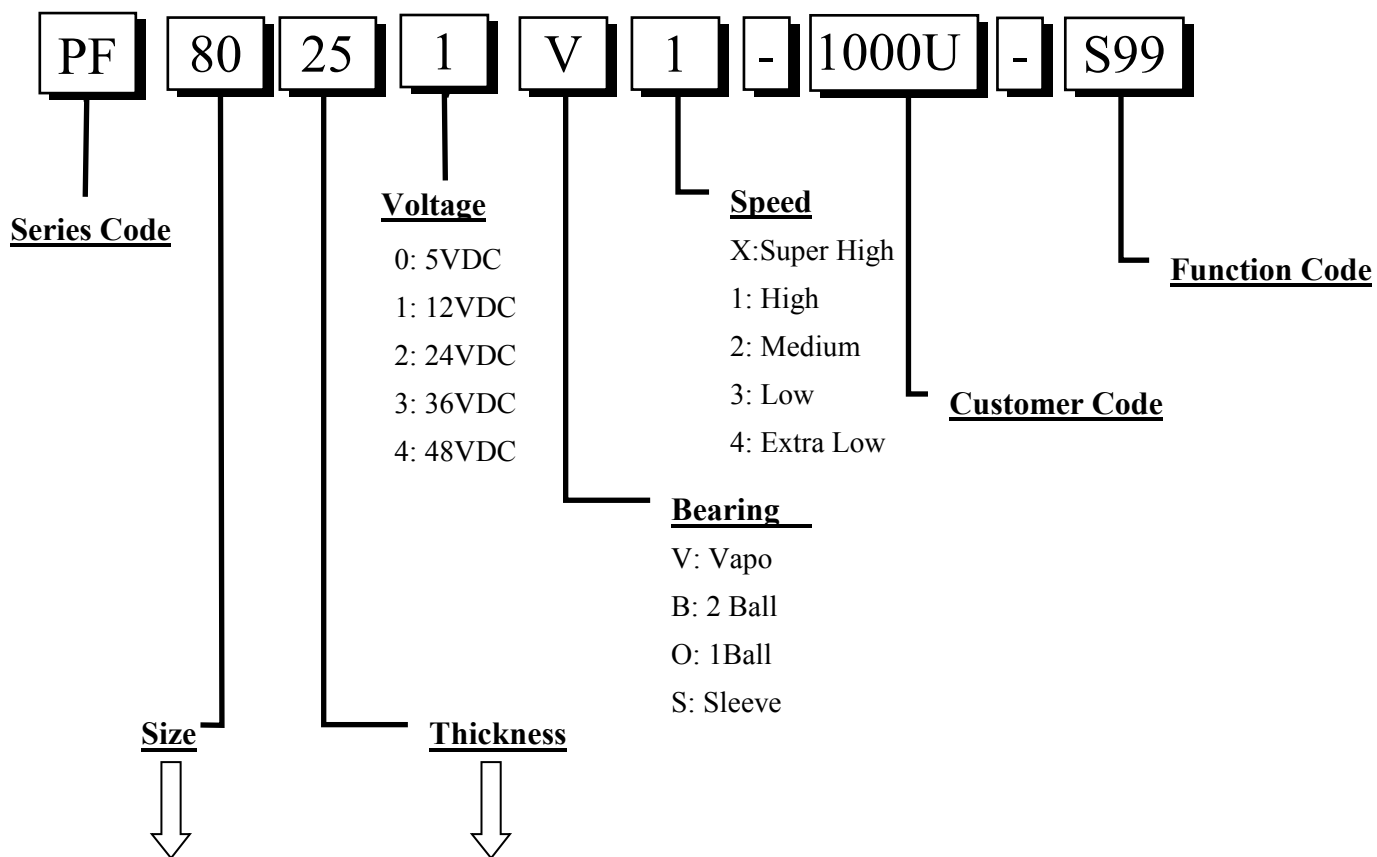 PF 80 25 1 V 1 - 1000U - S99
Series Code
Voltage
0: 5VDC
1: 12VDC
2: 24VDC
3: 36VDC
4: 48VDC
Speed
X:Super High
1: High
2: Medium
3: Low
4: Extra Low
Function Code
Customer Code
Bearing
V: Vapo
B: 2 Ball
O: 1Ball
S: Sleeve
Size
Thickness